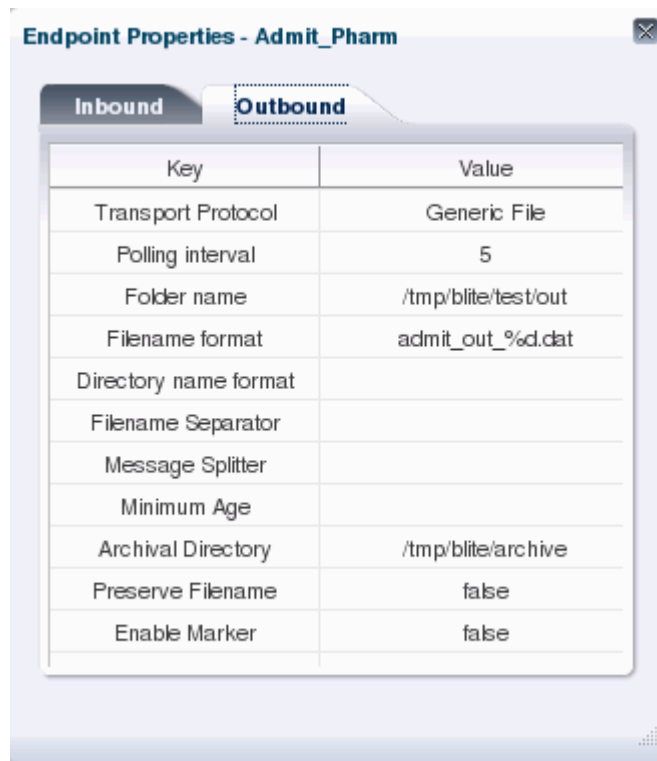 Endpoint Properties - Admit_Pharm
Inbound Outbound
Key Value
Transport Protocol Generic File
Polling interval 5
Folder name /tmp/blite/test/out
Filename format admit_out_%d.dat
Directory name format
Filename Separator
Message Splitter
Minimum Age
Archival Directory /tmp/blite/archive
Preserve Filename false
Enable Marker false